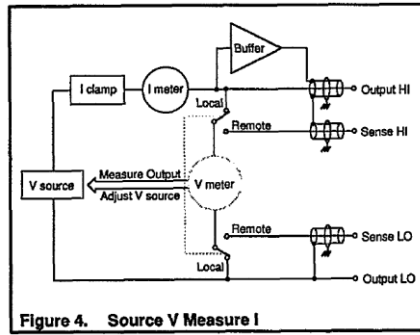 Buffer
I clamp
I meter
Output HI
Local
Remote
Sense HI
Measure Output
V source
V meter
Adjust V source
Remote
Sense LO
Local
Output LO
Figure 4. Source V Measure I